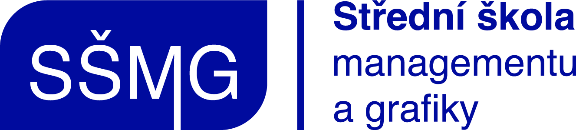 SŠMG
Střední škola
managementu
a grafiky